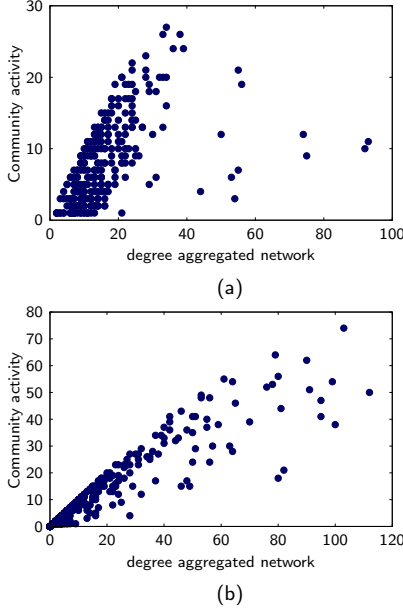 30
20
10
0
Community activity
0 20 40 60 80 100
degree aggregated network
(a)
80
70
60
50
40
30
20
10
0
Community activity
0 20 40 60 80 100 120
degree aggregated network
(b)